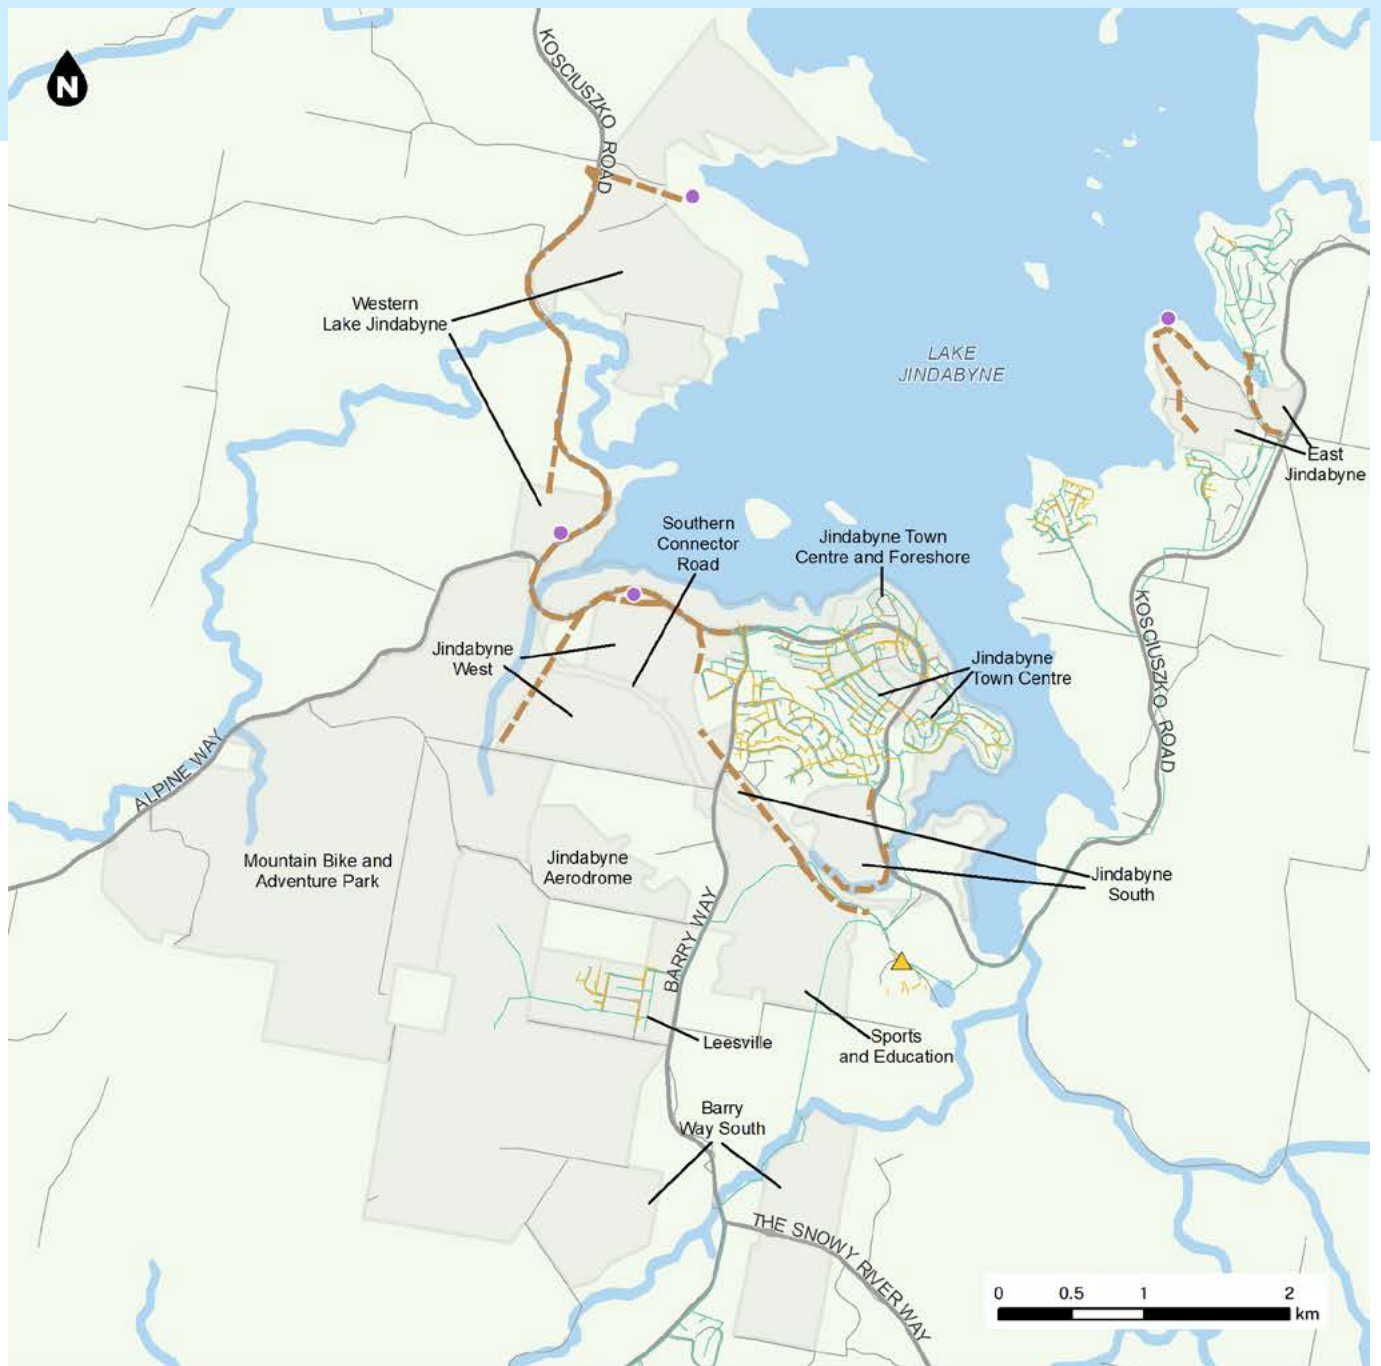 N
KOSCIUSZKO ROAD
Western
Lake Jindabyne
LAKE
JINDABYNE
East
Jindabyne
Southern
Connector
Road
Jindabyne Town
Centre and Foreshore
KOSCIUSZKO ROAD
Jindabyne
West
Jindabyne
Town Centre
ALPINE WAY
Mountain Bike and
Adventure Park
Jindabyne
Aerodrome
Jindabyne
South
BARRY WAY
Leesville
Sports
and Education
Barry
Way South
THE SNOWY RIVER WAY
0 0.5 1 2
km